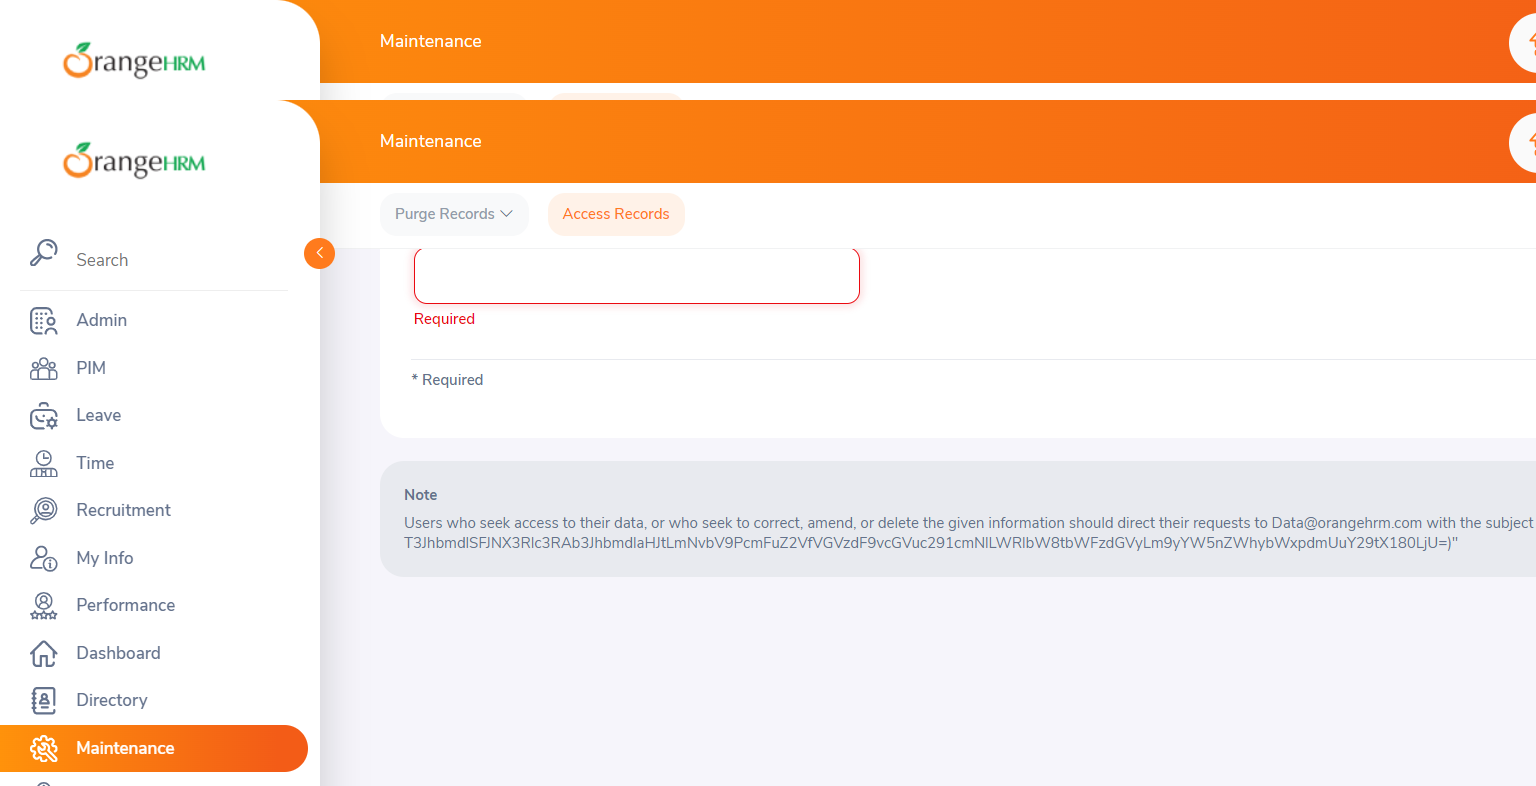 OrangeHRM
Maintenance
OrangeHRM
Maintenance
Purge Records
Access Records
Search
Required
Admin
* Required
PIM
Leave
Time
Recruitment
My Info
Performance
Dashboard
Directory
Maintenance
Note
Users who seek access to their data, or who seek to correct, amend, or delete the given information should direct their requests to Data@orangehrm.com with the subject